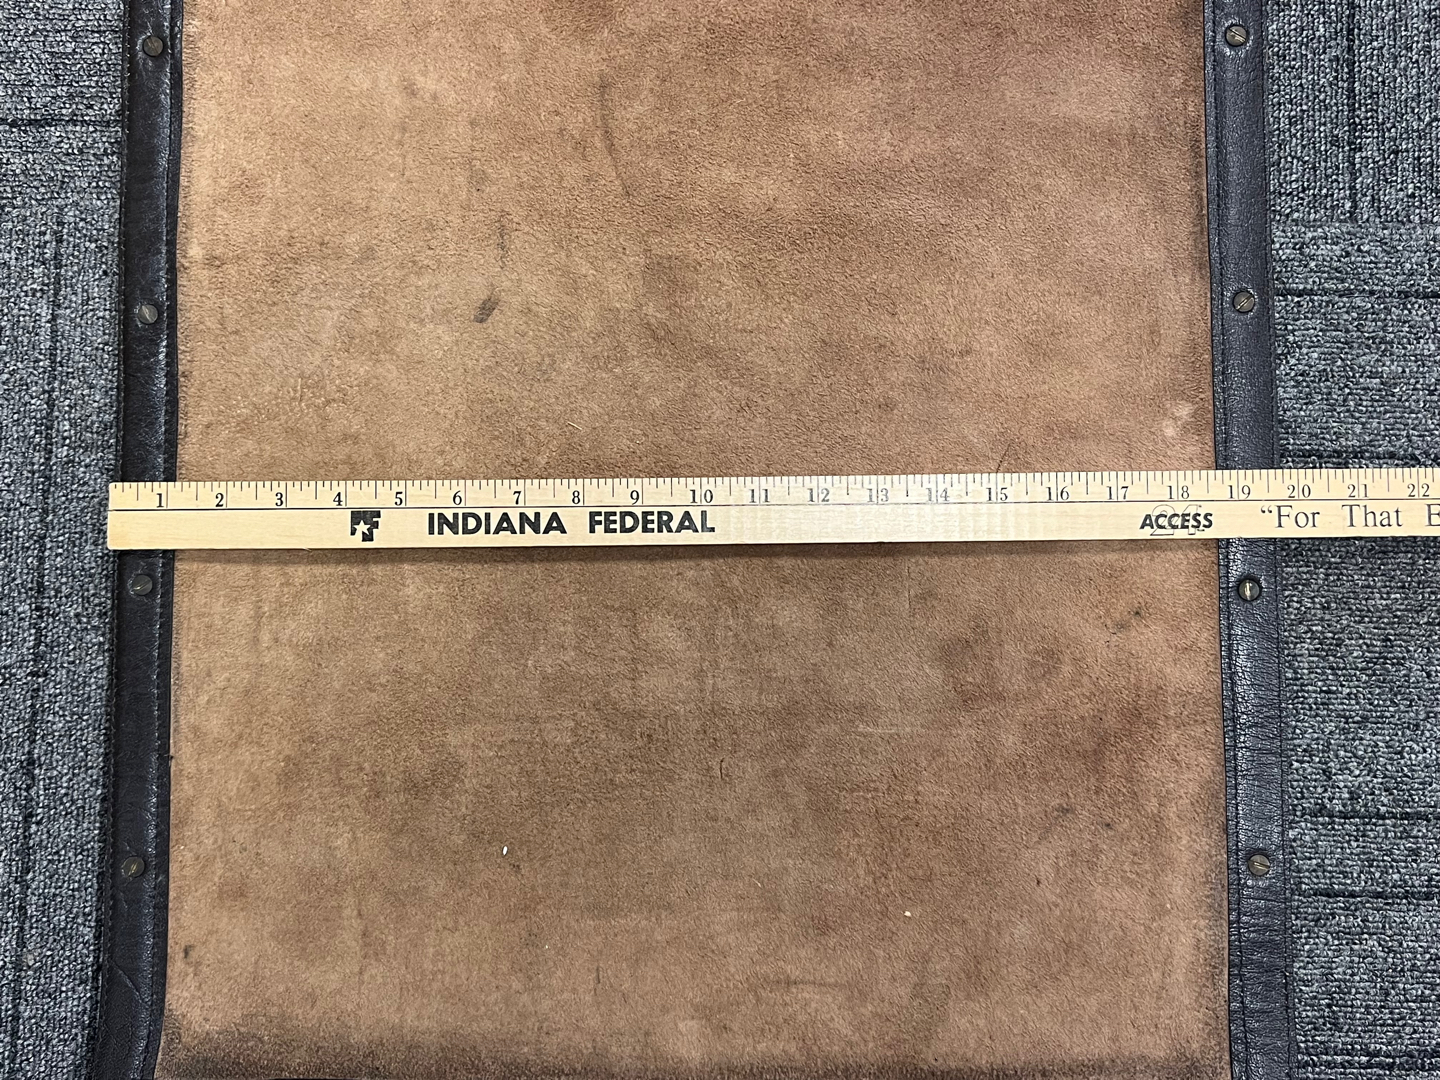 1 2 3 4 5 6 7 8 9 10 11 12 13 14 15 16 17 18 19 20 21 22
INDIANA FEDERAL 24 ACCESS "For That E